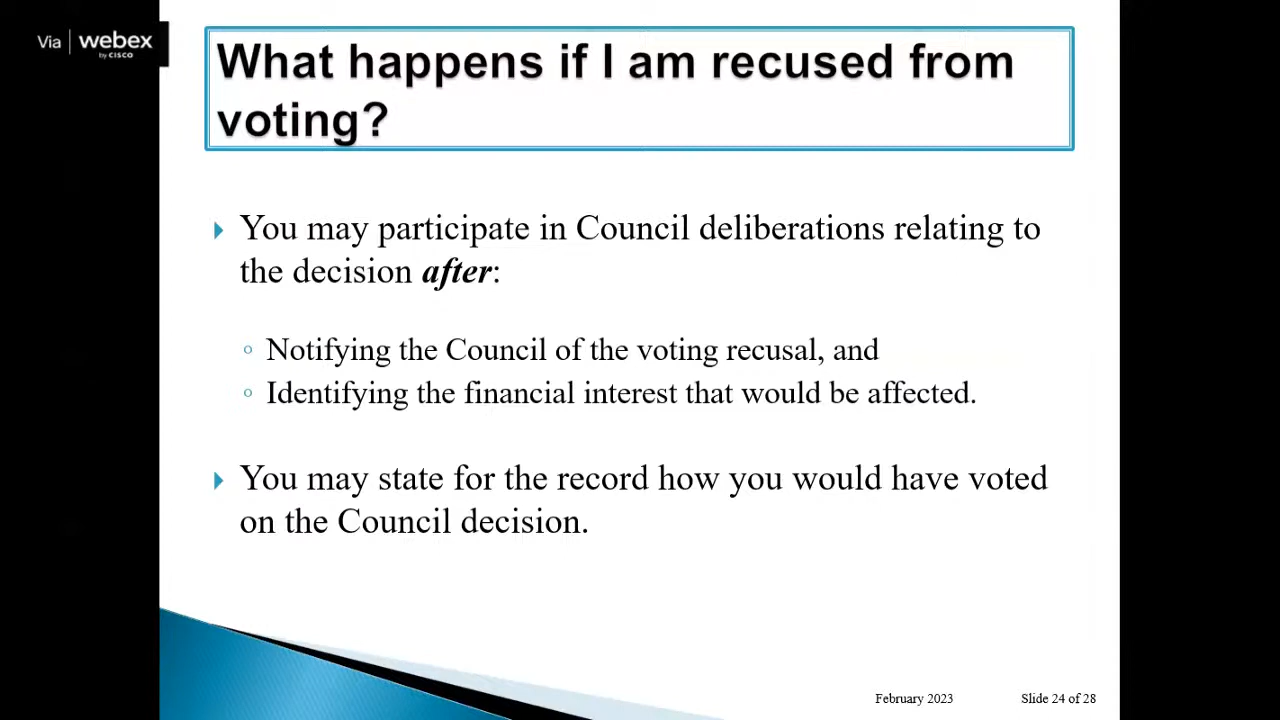 Via webex
by CISCO
What happens if I am recused from
voting?
You may participate in Council deliberations relating to
the decision after:
Notifying the Council of the voting recusal, and
Identifying the financial interest that would be affected.
You may state for the record how you would have voted
on the Council decision.
February 2023 Slide 24 of 28